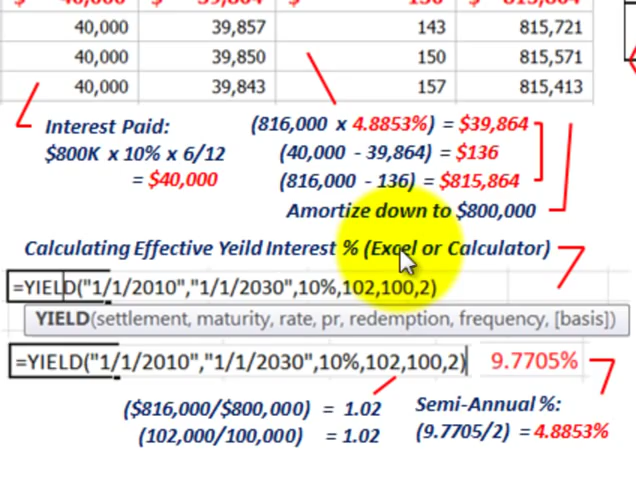 40,000 39,857 143 815,721
40,000 39,850 150 815,571
40,000 39,843 157 815,413
Interest Paid:
$800K x 10% x 6/12
= $40,000
(816,000 x 4.8853%) = $39,864
(40,000 - 39,864) = $136
(816,000 - 136) = $815,864
Amortize down to $800,000
Calculating Effective Yeild Interest % (Excel or Calculator)
=YIELD("1/1/2010","1/1/2030",10%,102,100,2)
YIELD(settlement, maturity, rate, pr, redemption, frequency, [basis])
=YIELD("1/1/2010","1/1/2030",10%,102,100,2) 9.7705%
($816,000/$800,000) = 1.02
(102,000/100,000) = 1.02
Semi-Annual %:
(9.7705/2) = 4.8853%